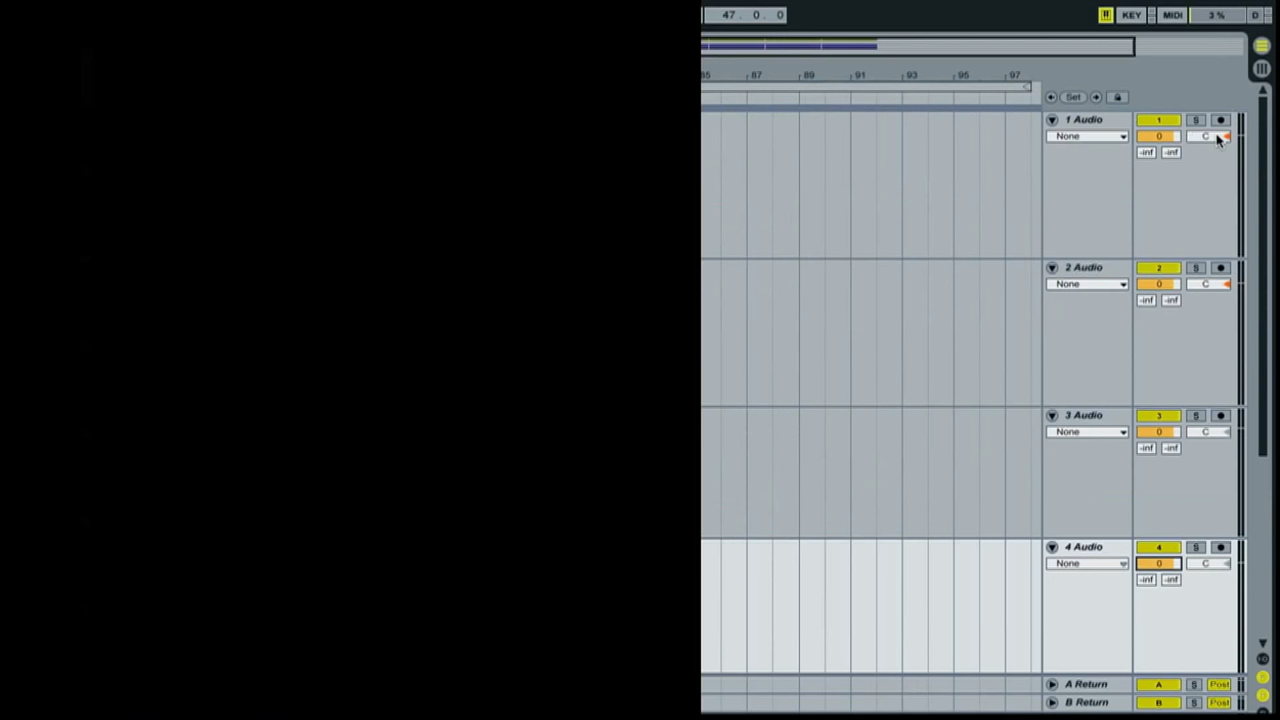 47. 0. 0 KEY MIDI 3 % D
85 87 89 91 93 95 97
Set
1 Audio 1 S
None 0 C
-inf -inf
2 Audio 2 S
None 0 C
-inf -inf
3 Audio 3 S
None 0 C
-inf -inf
4 Audio 4 S
None 0 C
-inf -inf
A Return A S Post
B Return B S Post